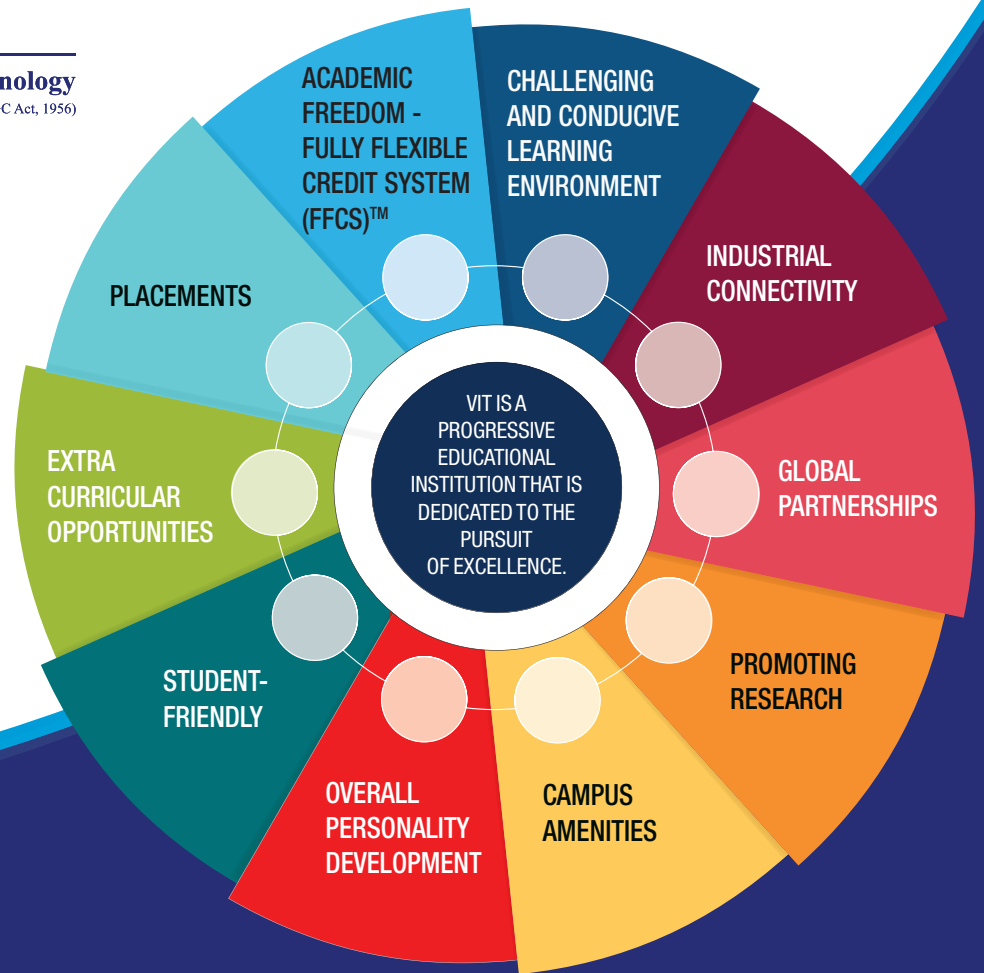 nology
C Act, 1956)
ACADEMIC
FREEDOM -
FULLY FLEXIBLE
CREDIT SYSTEM
(FFCS)™
CHALLENGING
AND CONDUCIVE
LEARNING
ENVIRONMENT
INDUSTRIAL
CONNECTIVITY
GLOBAL
PARTNERSHIPS
PROMOTING
RESEARCH
CAMPUS
AMENITIES
OVERALL
PERSONALITY
DEVELOPMENT
STUDENT-
FRIENDLY
EXTRA
CURRICULAR
OPPORTUNITIES
PLACEMENTS
VIT IS A
PROGRESSIVE
EDUCATIONAL
INSTITUTION THAT IS
DEDICATED TO THE
PURSUIT
OF EXCELLENCE.